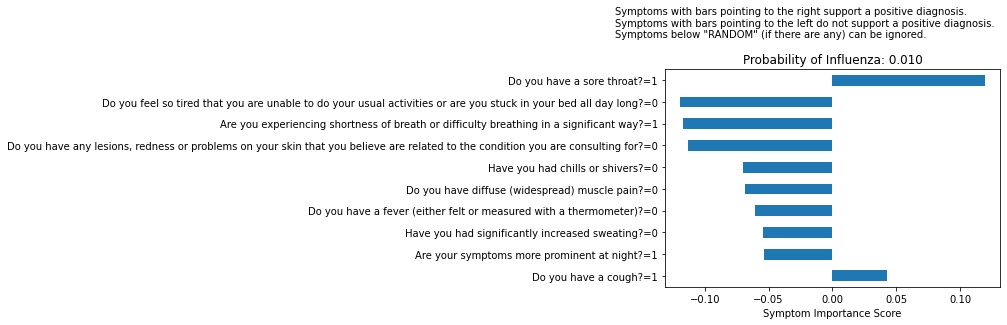 Symptoms with bars pointing to the right support a positive diagnosis.
Symptoms with bars pointing to the left do not support a positive diagnosis.
Symptoms below "RANDOM" (if there are any) can be ignored.
Probability of Influenza: 0.010
Do you have a sore throat?=1
Do you feel so tired that you are unable to do your usual activities or are you stuck in your bed all day long?=0
Are you experiencing shortness of breath or difficulty breathing in a significant way?=1
Do you have any lesions, redness or problems on your skin that you believe are related to the condition you are consulting for?=0
Have you had chills or shivers?=0
Do you have diffuse (widespread) muscle pain?=0
Do you have a fever (either felt or measured with a thermometer)?=0
Have you had significantly increased sweating?=0
Are your symptoms more prominent at night?=1
Do you have a cough?=1
−0.10 −0.05 0.00 0.05 0.10
Symptom Importance Score